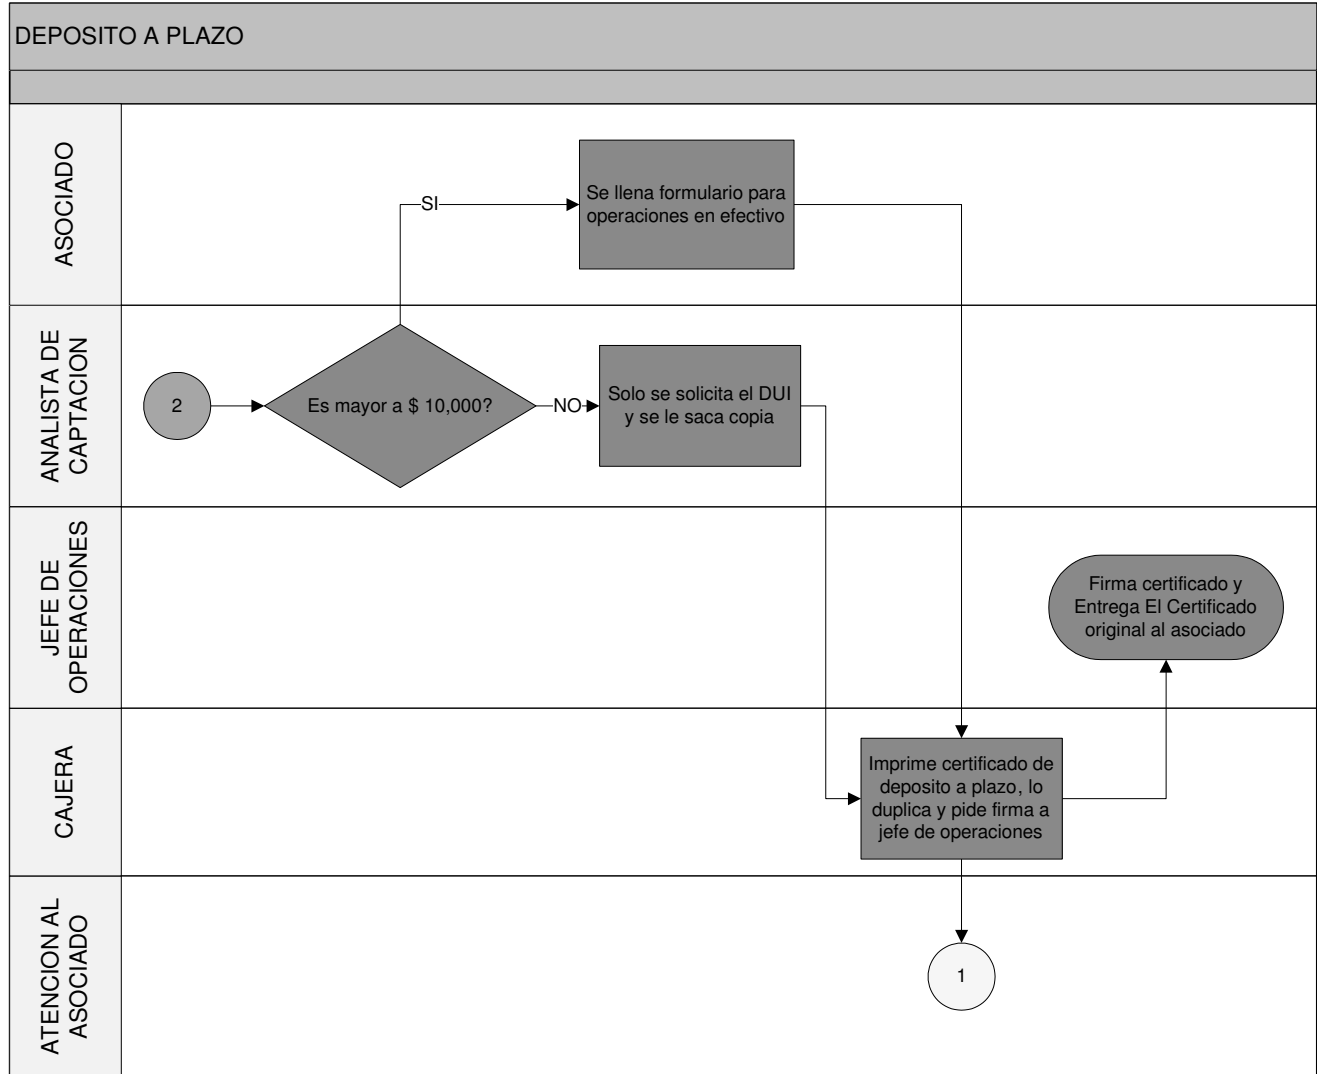 DEPOSITO A PLAZO
ASOCIADO
SI
Se llena formulario para
operaciones en efectivo
ANALISTA DE
CAPTACION
2
Es mayor a $ 10,000?
NO
Solo se solicita el DUI
y se le saca copia
JEFE DE
OPERACIONES
Firma certificado y
Entrega El Certificado
original al asociado
CAJERA
Imprime certificado de
deposito a plazo, lo
duplica y pide firma a
jefe de operaciones
ATENCION AL
ASOCIADO
1